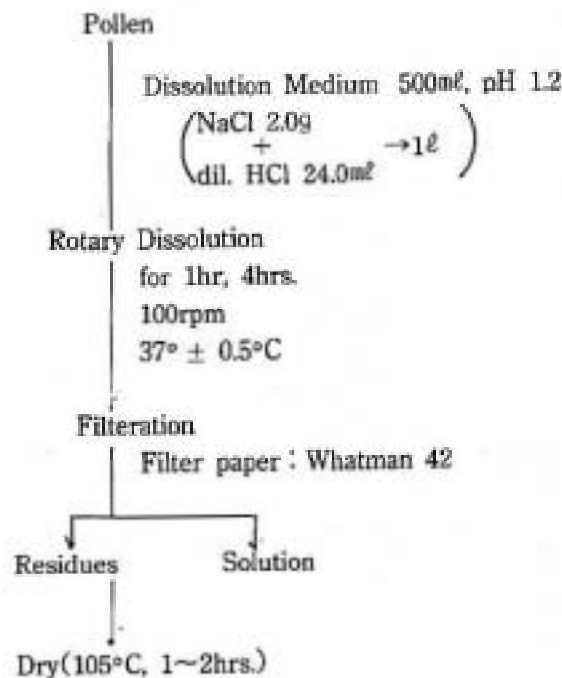 Pollen
Dissolution Medium 500㎖, pH 1.2
NaCl 2.0g
+ →1ℓ
dil. HCl 24.0㎖
Rotary Dissolution
for 1hr, 4hrs.
100rpm
37° ± 0.5°C
Filteration
Filter paper : Whatman 42
Residues Solution
Dry(105°C, 1~2hrs.)